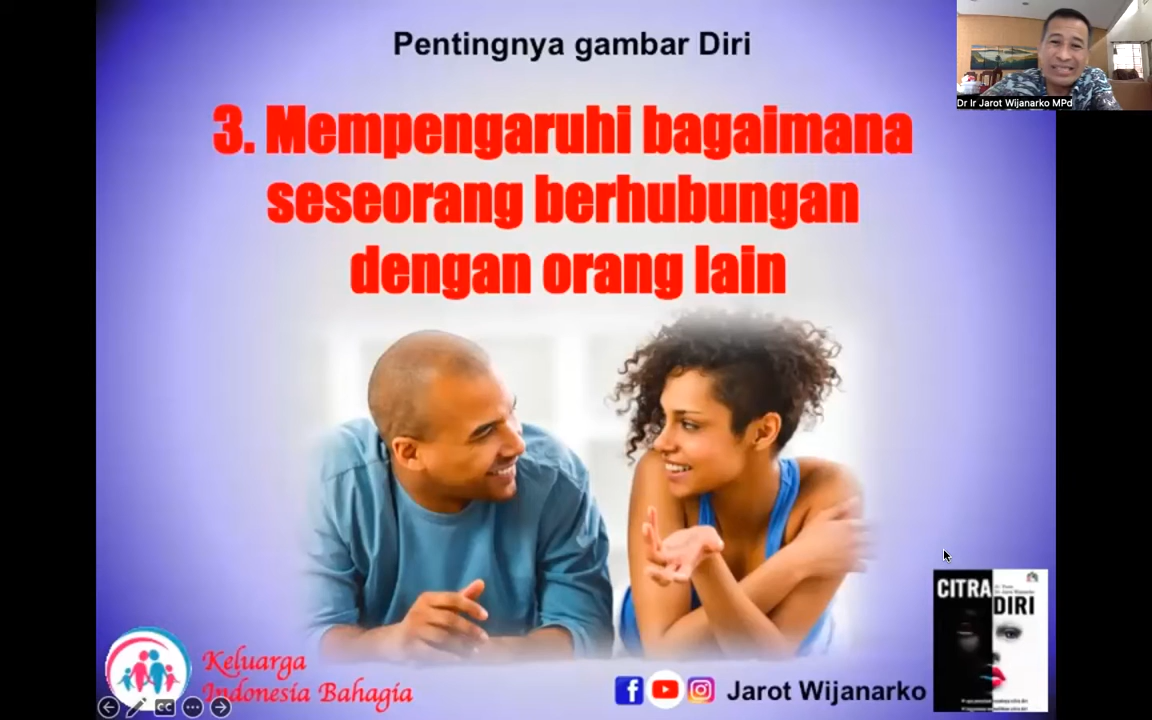 Pentingnya gambar Diri
Dr Ir Jarot Wijanarko MPd
3. Mempengaruhi bagaimana
seseorang berhubungan
dengan orang lain
CITRA
DIRI
Keluarga
Indonesia Bahagia
CC
Jarot Wijanarko